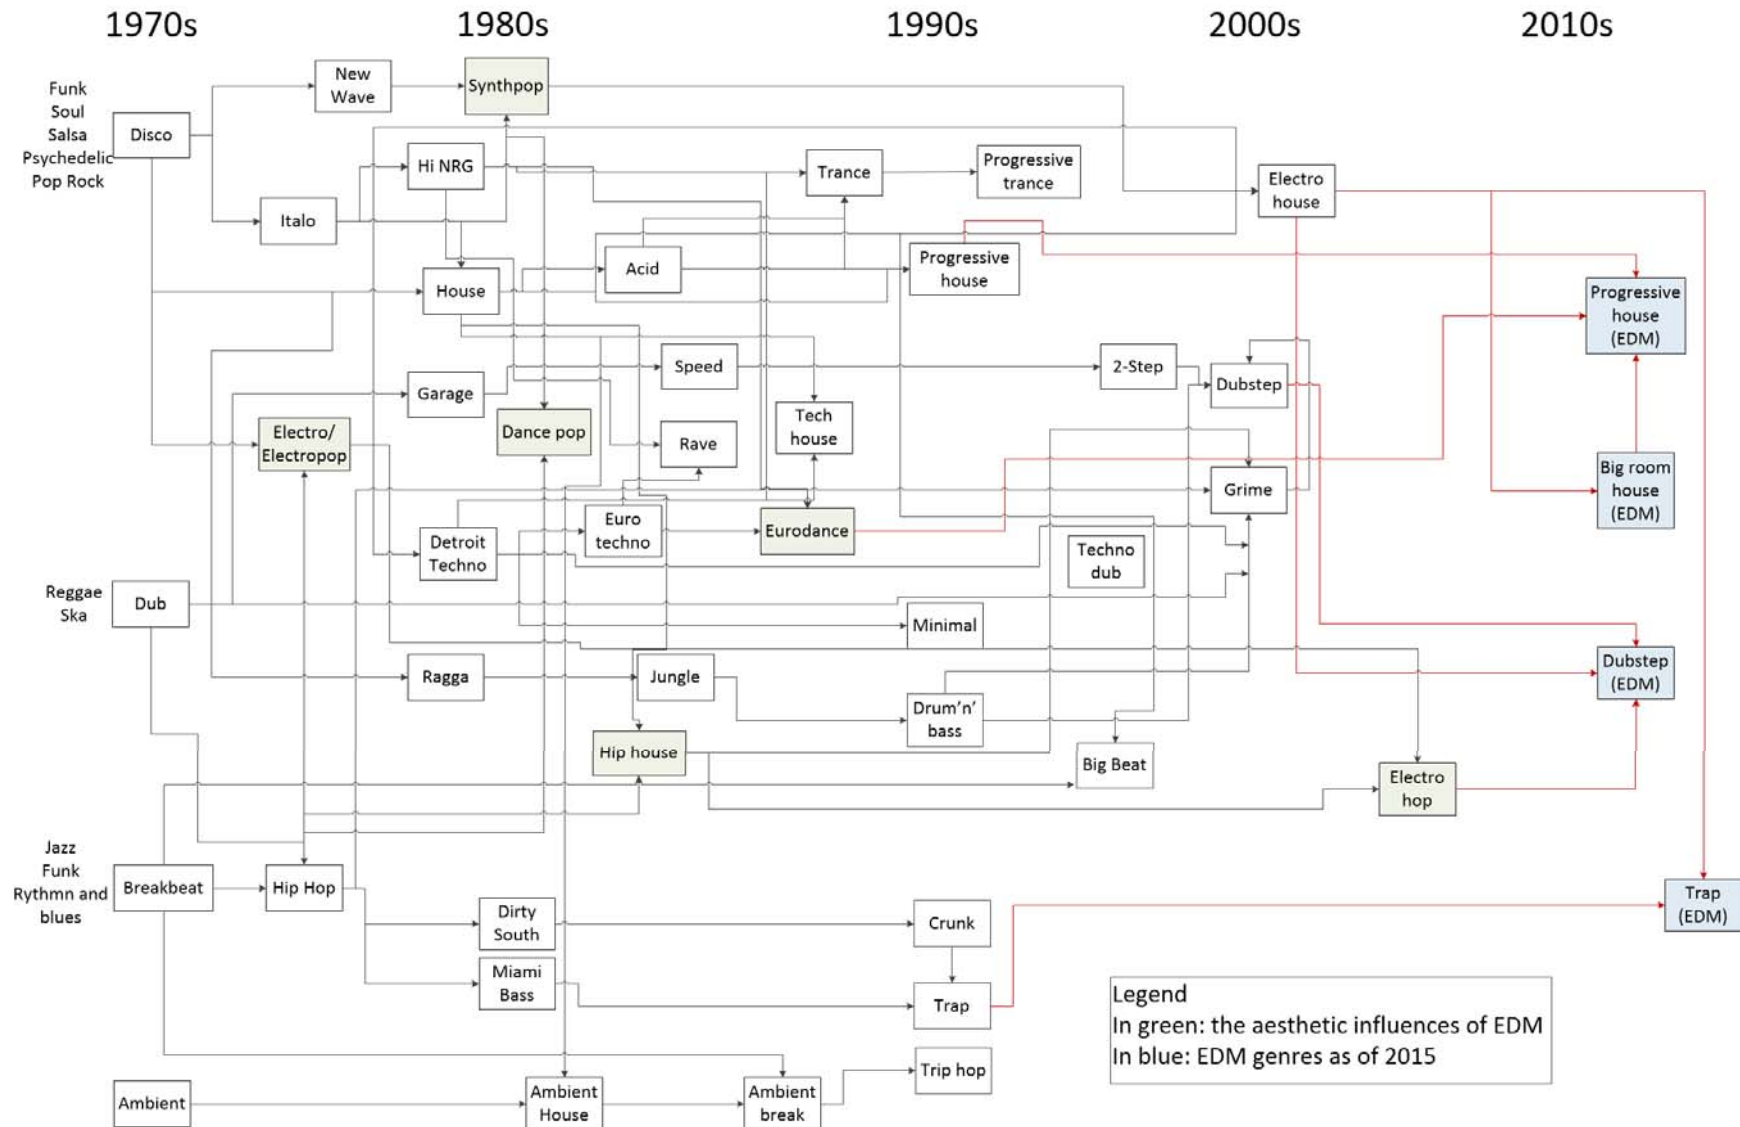 1970s
1980s
1990s
2000s
2010s
Funk
Soul
Salsa
Psychedelic
Pop Rock
Disco
New
Wave
Synthpop
Hi NRG
Italo
House
Acid
Trance
Progressive
trance
Progressive
house
Electro
house
Progressive
house
(EDM)
Garage
Speed
2-Step
Dubstep
Electro/
Electropop
Dance pop
Rave
Tech
house
Grime
Big room
house
(EDM)
Detroit
Techno
Euro
techno
Eurodance
Techno
dub
Reggae
Ska
Dub
Minimal
Ragga
Jungle
Drum'n'
bass
Dubstep
(EDM)
Hip house
Big Beat
Electro
hop
Jazz
Funk
Rythmn and
blues
Breakbeat
Hip Hop
Dirty
South
Crunk
Trap
(EDM)
Miami
Bass
Trap
Ambient
Ambient
House
Ambient
break
Trip hop
Legend
In green: the aesthetic influences of EDM
In blue: EDM genres as of 2015